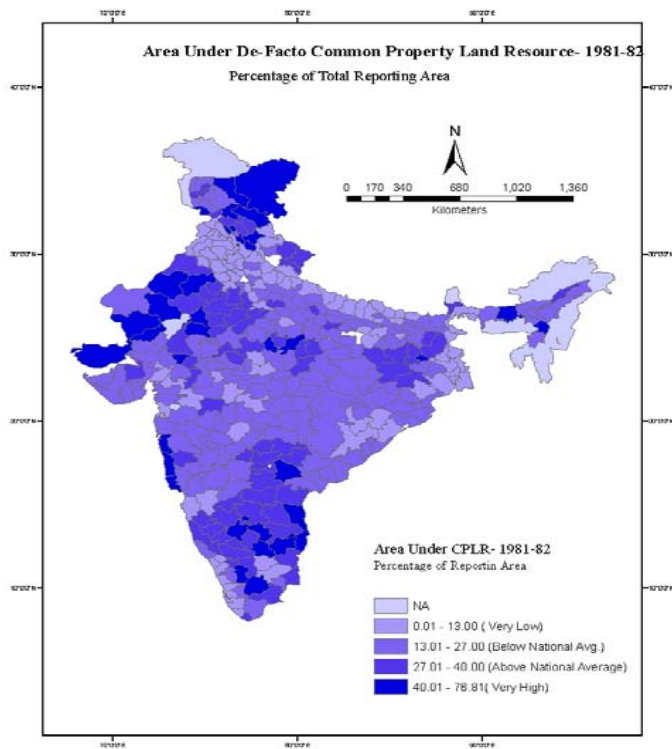 Area Under De-Facto Common Property Land Resource- 1981-82
Percentage of Total Reporting Area
N
0 170 340 680 1,020 1,360
Kilometers
Area Under CPLR- 1981-82
Percentage of Reportin Area
NA
0.01 - 13.00 ( Very Low)
13.01 - 27.00 (Below National Avg.)
27.01 - 40.00 (Above National Average)
40.01 - 76.81( Very High)